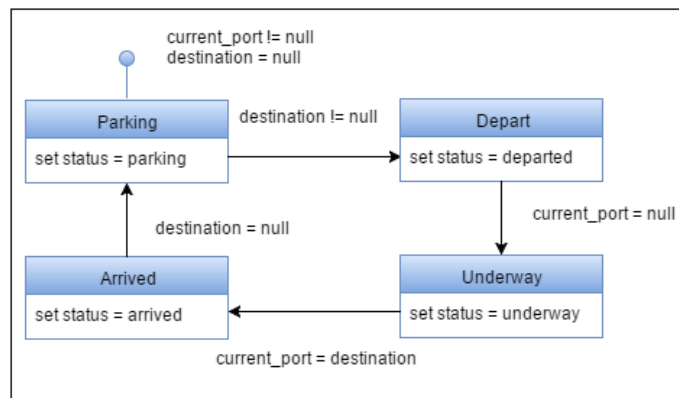 current_port != null
destination = null
Parking
set status = parking
destination != null
Depart
set status = departed
current_port = null
Underway
set status = underway
current_port = destination
Arrived
set status = arrived
destination = null